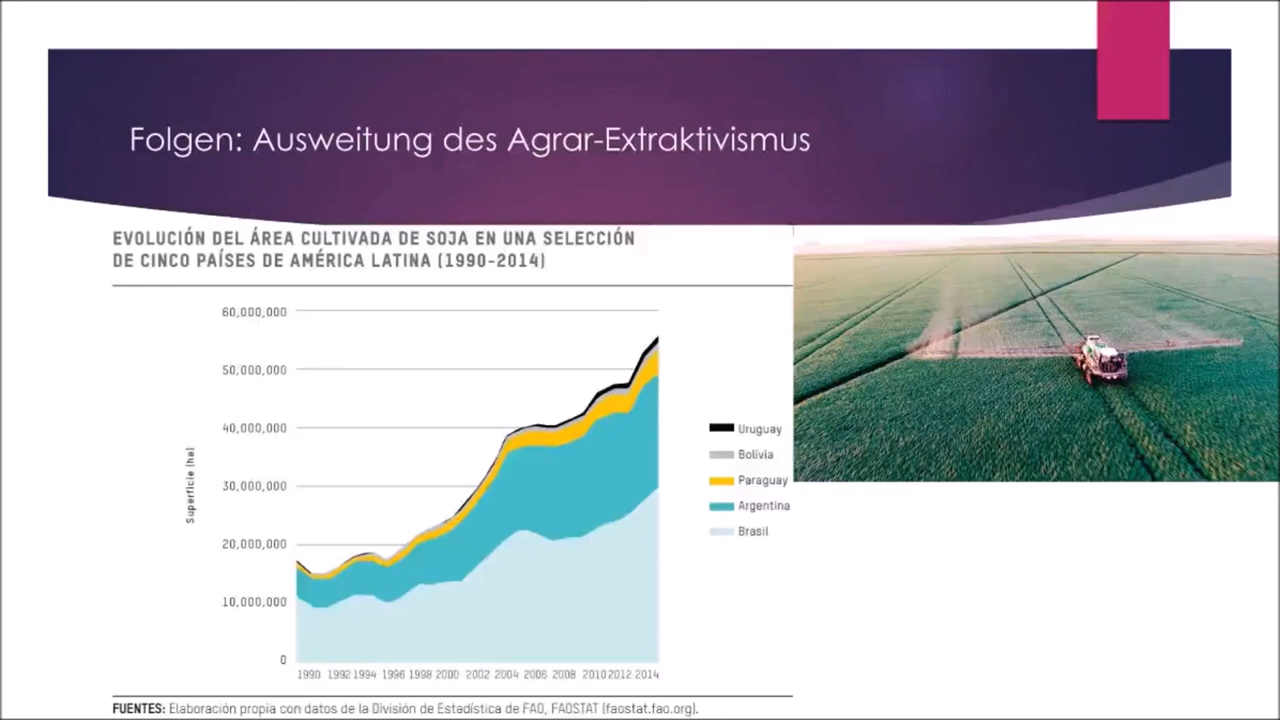 Folgen: Ausweitung des Agrar-Extraktivismus
EVOLUCIÓN DEL ÁREA CULTIVADA DE SOJA EN UNA SELECCIÓN
DE CINCO PAÍSES DE AMÉRICA LATINA (1990-2014)
Superficie (ha)
60,000,000
50,000,000
40,000,000
30,000,000
20,000,000
10,000,000
0
1990 1992 1994 1996 1998 2000 2002 2004 2006 2008 2010 2012 2014
Uruguay
Bolivia
Paraguay
Argentina
Brasil
FUENTES: Elaboración propia con datos de la División de Estadística de FAO, FAOSTAT (faostat.fao.org).